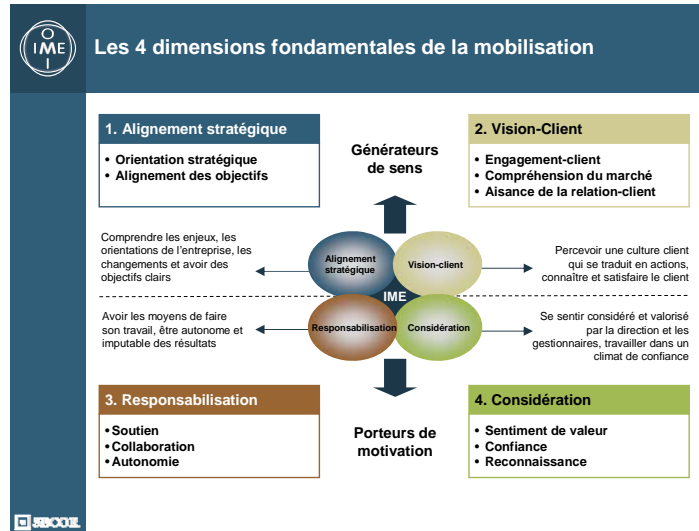 O
IME
I
Les 4 dimensions fondamentales de la mobilisation
1. Alignement stratégique
• Orientation stratégique
• Alignement des objectifs
Générateurs
de sens
2. Vision-Client
• Engagement-client
• Compréhension du marché
• Aisance de la relation-client
Comprendre les enjeux, les
orientations de l'entreprise, les
changements et avoir des
objectifs clairs
Alignement
stratégique
Vision-client
Percevoir une culture client
qui se traduit en actions,
connaître et satisfaire le client
IME
Avoir les moyens de faire
son travail, être autonome et
imputable des résultats
Responsabilisation
Considération
Se sentir considéré et valorisé
par la direction et les
gestionnaires, travailler dans un
climat de confiance
3. Responsabilisation
• Soutien
• Collaboration
• Autonomie
Porteurs de
motivation
4. Considération
• Sentiment de valeur
• Confiance
• Reconnaissance